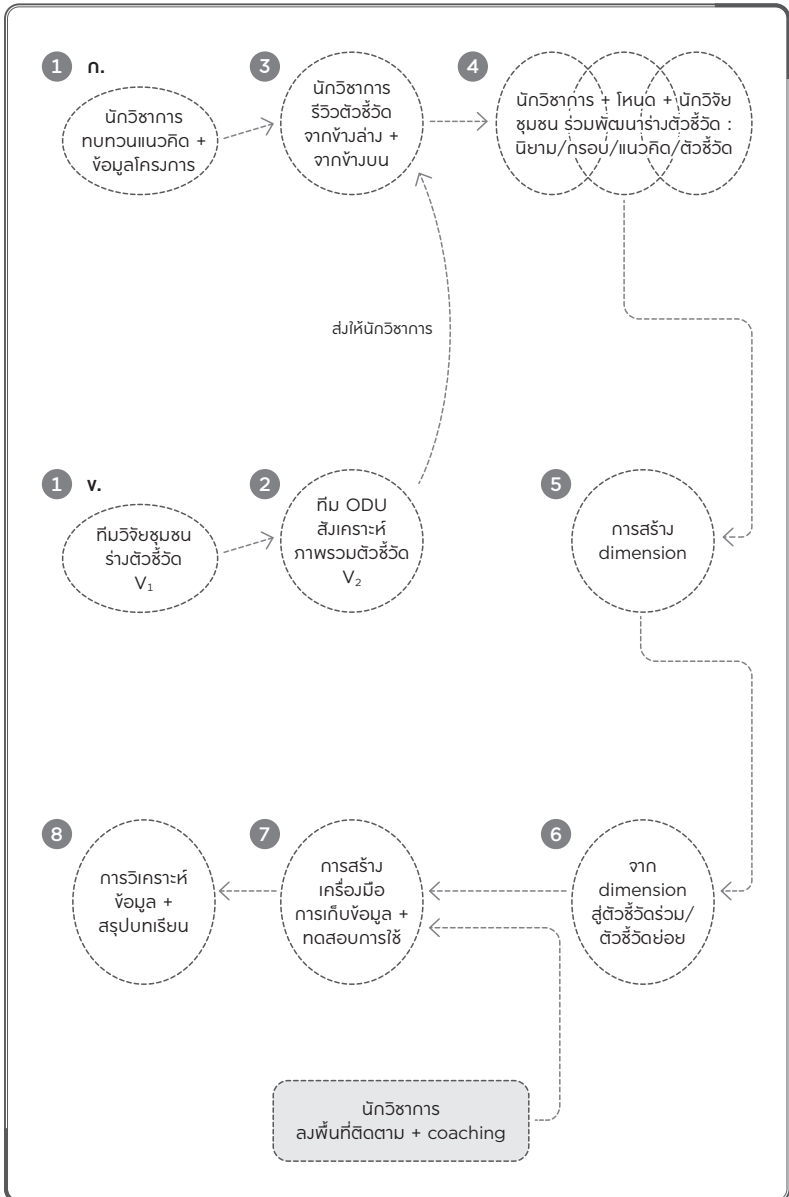 1 ก.
นักวิชาการ
ทบทวนแนวคิด +
ข้อมูลโครงการ
3
นักวิชาการ
รีวิวตัวชี้วัด
จากข้างล่าง +
จากข้างบน
4
นักวิชาการ + โหนด + นักวิจัย
ชุมชน ร่วมพัฒนาร่างตัวชี้วัด :
นิยาม/กรอบ/แนวคิด/ตัวชี้วัด
ส่งให้นักวิชาการ
1 ข.
ทีมวิจัยชุมชน
ร่างตัวชี้วัด
V₁
2
ทีม ODU
สังเคราะห์
ภาพรวมตัวชี้วัด
V₂
5
การสร้าง
dimension
8
การวิเคราะห์
ข้อมูล +
สรุปบทเรียน
7
การสร้าง
เครื่องมือ
การเก็บข้อมูล +
ทดสอบการใช้
6
จาก
dimension
สู่ตัวชี้วัดร่วม/
ตัวชี้วัดย่อย
นักวิชาการ
ลงพื้นที่ติดตาม + coaching